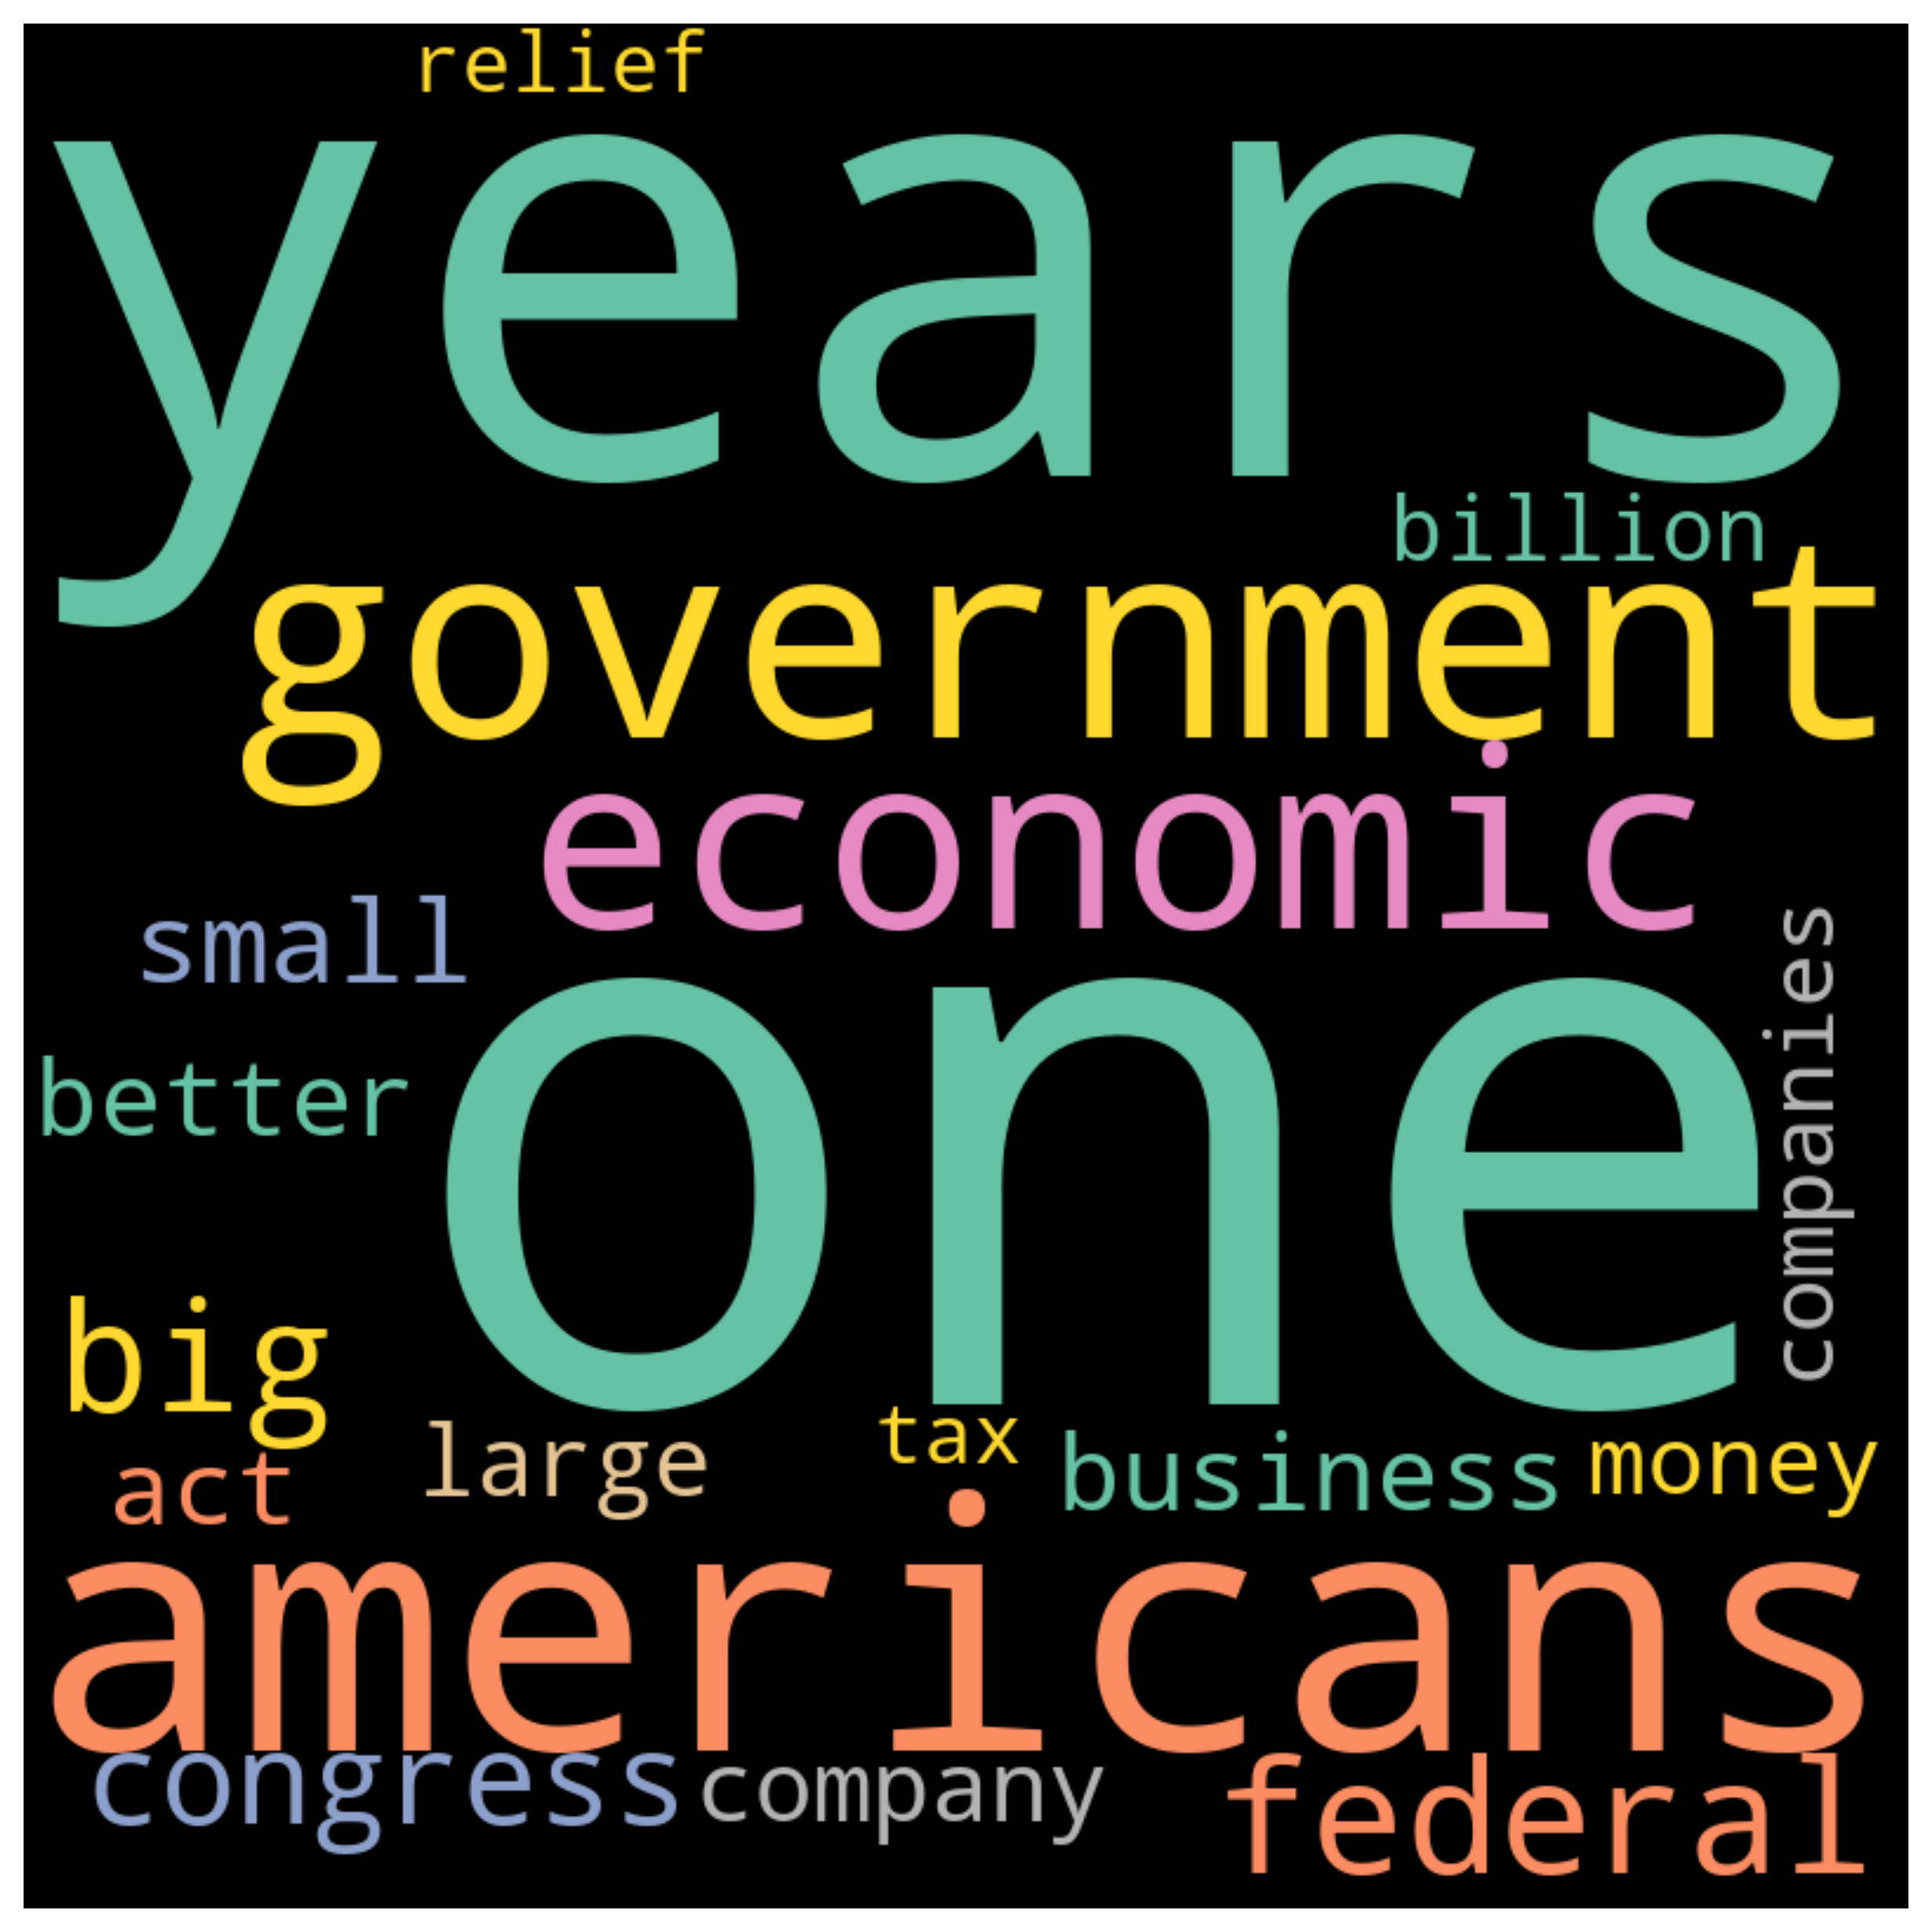 relief
years
billion
government
economic
small
companies
one
better
big
tax
large
business
money
act
americans
congress
company
federal